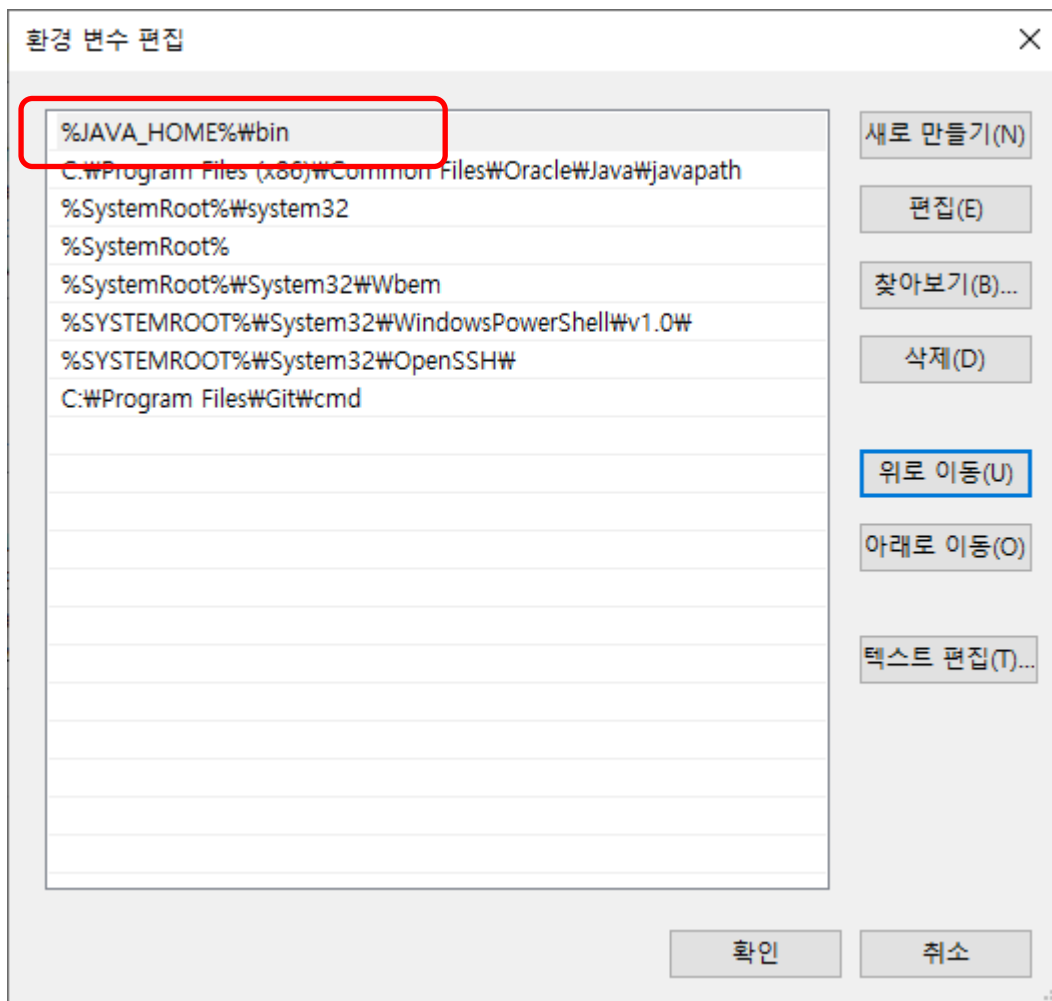 환경 변수 편집
%JAVA_HOME%₩bin
C:₩Program Files (x86)₩Common Files₩Oracle₩Java₩javapath
%SystemRoot%₩system32
%SystemRoot%
%SystemRoot%₩System32₩Wbem
%SYSTEMROOT%₩System32₩WindowsPowerShell₩v1.0₩
%SYSTEMROOT%₩System32₩OpenSSH₩
C:₩Program Files₩Git₩cmd
새로 만들기(N)
편집(E)
찾아보기(B)...
삭제(D)
위로 이동(U)
아래로 이동(O)
텍스트 편집(T)...
확인
취소